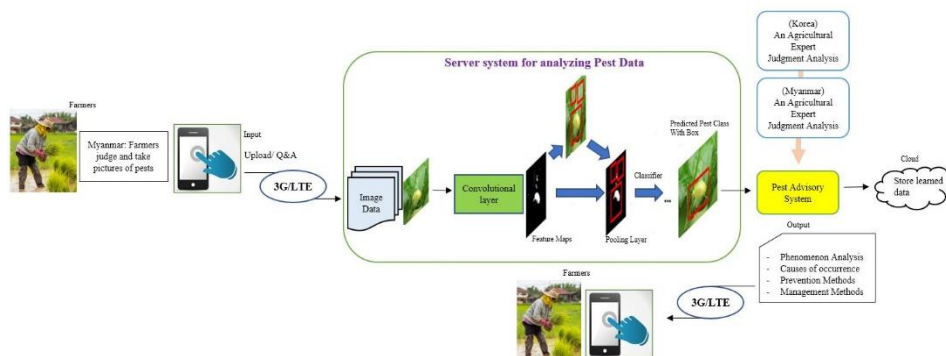 Farmers
Myanmar: Farmers
judge and take
pictures of pests
Input
Upload/ Q&A
3G/LTE
Server system for analyzing Pest Data
Image
Data
Convolutional
layer
Feature Maps
Pooling Layer
Classifier
...
Predicted Pest Class
With Box
(Korea)
An Agricultural
Expert
Judgment Analysis
(Myanmar)
An Agricultural
Expert
Judgment Analysis
Pest Advisory
System
Cloud
Store learned
data
Output
- Phenomenon Analysis
- Causes of occurrence
- Prevention Methods
- Management Methods
3G/LTE
Farmers